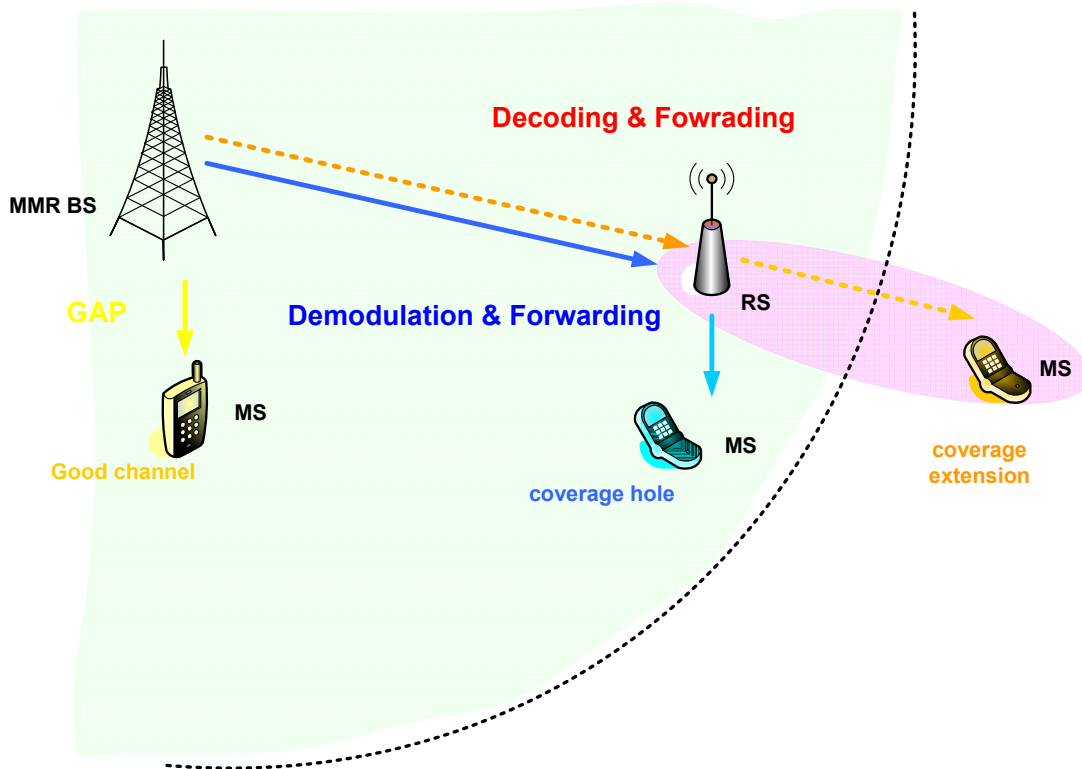 Decoding & Fowrading
MMR BS
RS
GAP
Demodulation & Forwarding
MS
MS
MS
Good channel
coverage hole
coverage
extension